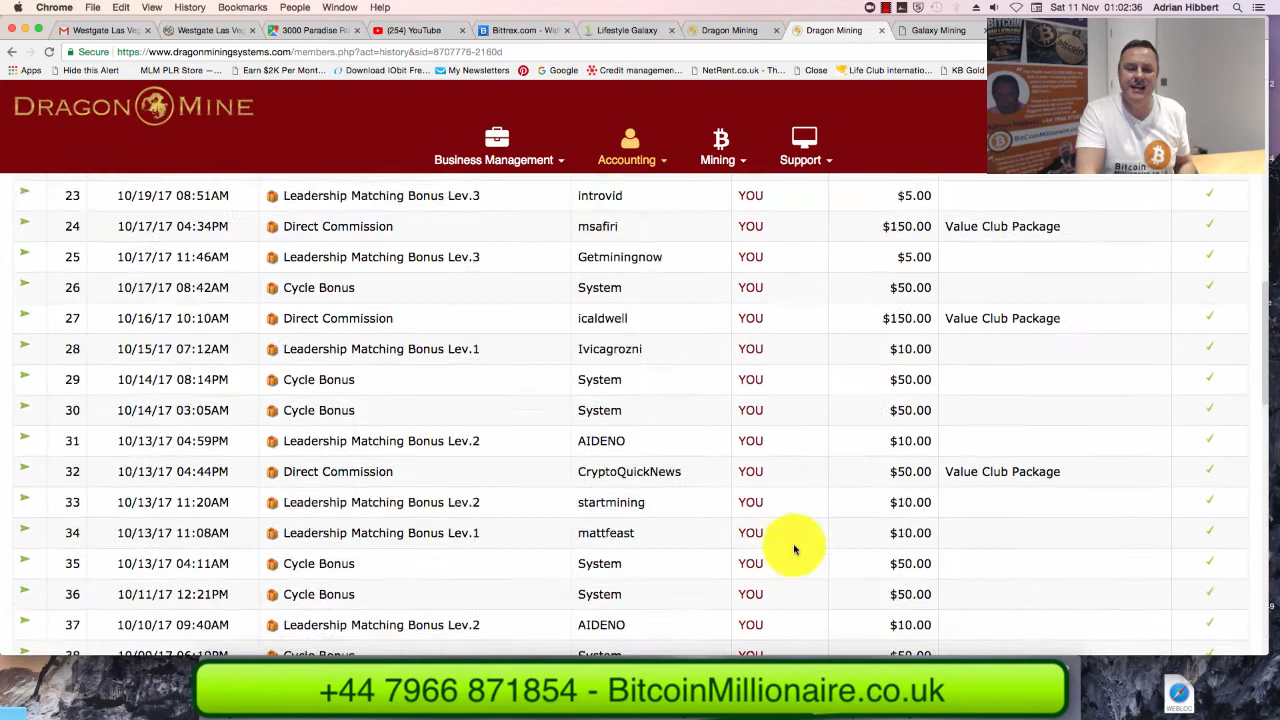 Chrome File Edit View History Bookmarks People Window Help Sat 11 Nov 01:02:36 Adrian Hibbert
Westgate Las Veg Westgate Las Ve 3000 Paradise Ro (254) YouTube Bittrex.com - Wal Lifestyle Galaxy Dragon Mining Dragon Mining Galaxy Mining
Secure https://www.dragonminingsystems.com/
ers.php?act=history&sid=8707776-2160d
Apps Hide this Alert MLM PLR Store Earn $2K Per Direct Download IObit Fre My Newsletters Google Credit managemen NetRent.co.uk - Th Close Life Club Internatio KB Gold
DRAGON MINE
Business Management Accounting Mining Support
23 10/19/17 08:51AM Leadership Matching Bonus Lev.3 introvid YOU $5.00
24 10/17/17 04:34PM Direct Commission msafiri YOU $150.00 Value Club Package
25 10/17/17 11:46AM Leadership Matching Bonus Lev.3 Getminingnow YOU $5.00
26 10/17/17 08:42AM Cycle Bonus System YOU $50.00
27 10/16/17 10:10AM Direct Commission icaldwell YOU $150.00 Value Club Package
28 10/15/17 07:12AM Leadership Matching Bonus Lev.1 Ivicagrozni YOU $10.00
29 10/14/17 08:14PM Cycle Bonus System YOU $50.00
30 10/14/17 03:05AM Cycle Bonus System YOU $50.00
31 10/13/17 04:59PM Leadership Matching Bonus Lev.2 AIDENO YOU $10.00
32 10/13/17 04:44PM Direct Commission CryptoQuickNews YOU $50.00 Value Club Package
33 10/13/17 11:20AM Leadership Matching Bonus Lev.2 startmining YOU $10.00
34 10/13/17 11:08AM Leadership Matching Bonus Lev.1 mattfeast YOU $10.00
35 10/13/17 04:11AM Cycle Bonus System YOU $50.00
36 10/11/17 12:21PM Cycle Bonus System YOU $50.00
37 10/10/17 09:40AM Leadership Matching Bonus Lev.2 AIDENO YOU $10.00
+44 7966 871854 - BitcoinMillionaire.co.uk
WEBLOC